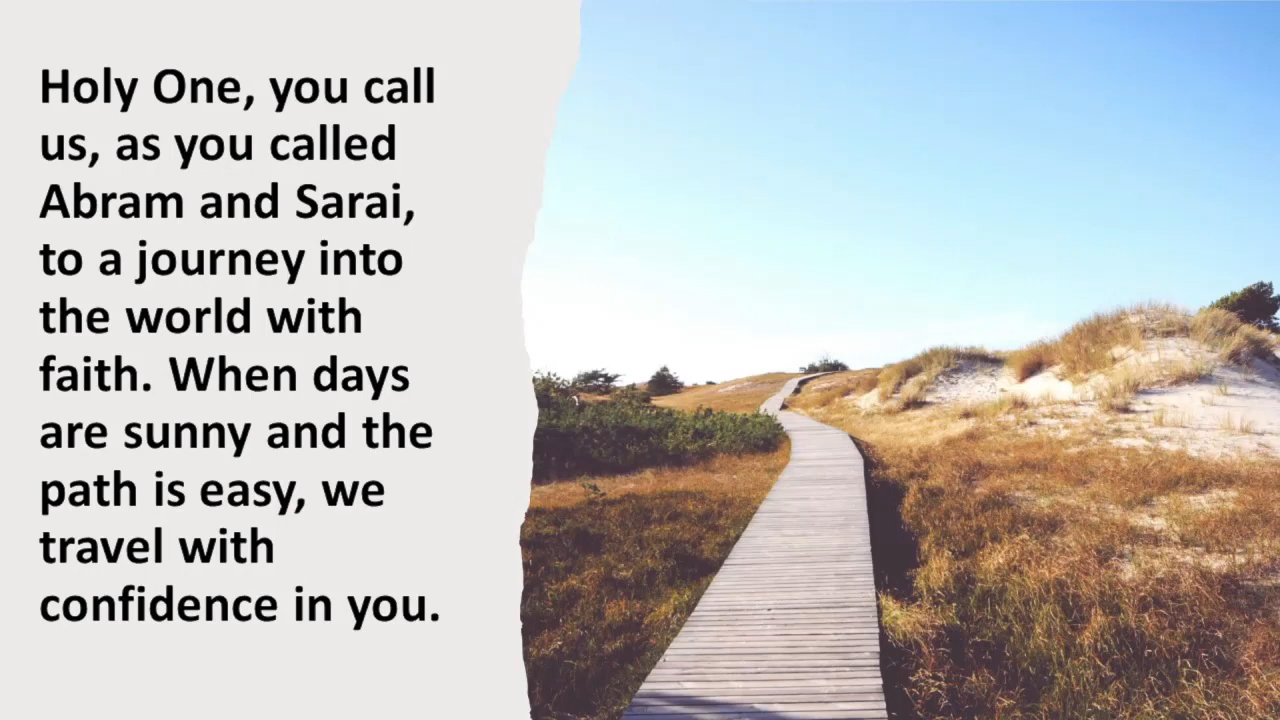 Holy One, you call
us, as you called
Abram and Sarai,
to a journey into
the world with
faith. When days
are sunny and the
path is easy, we
travel with
confidence in you.